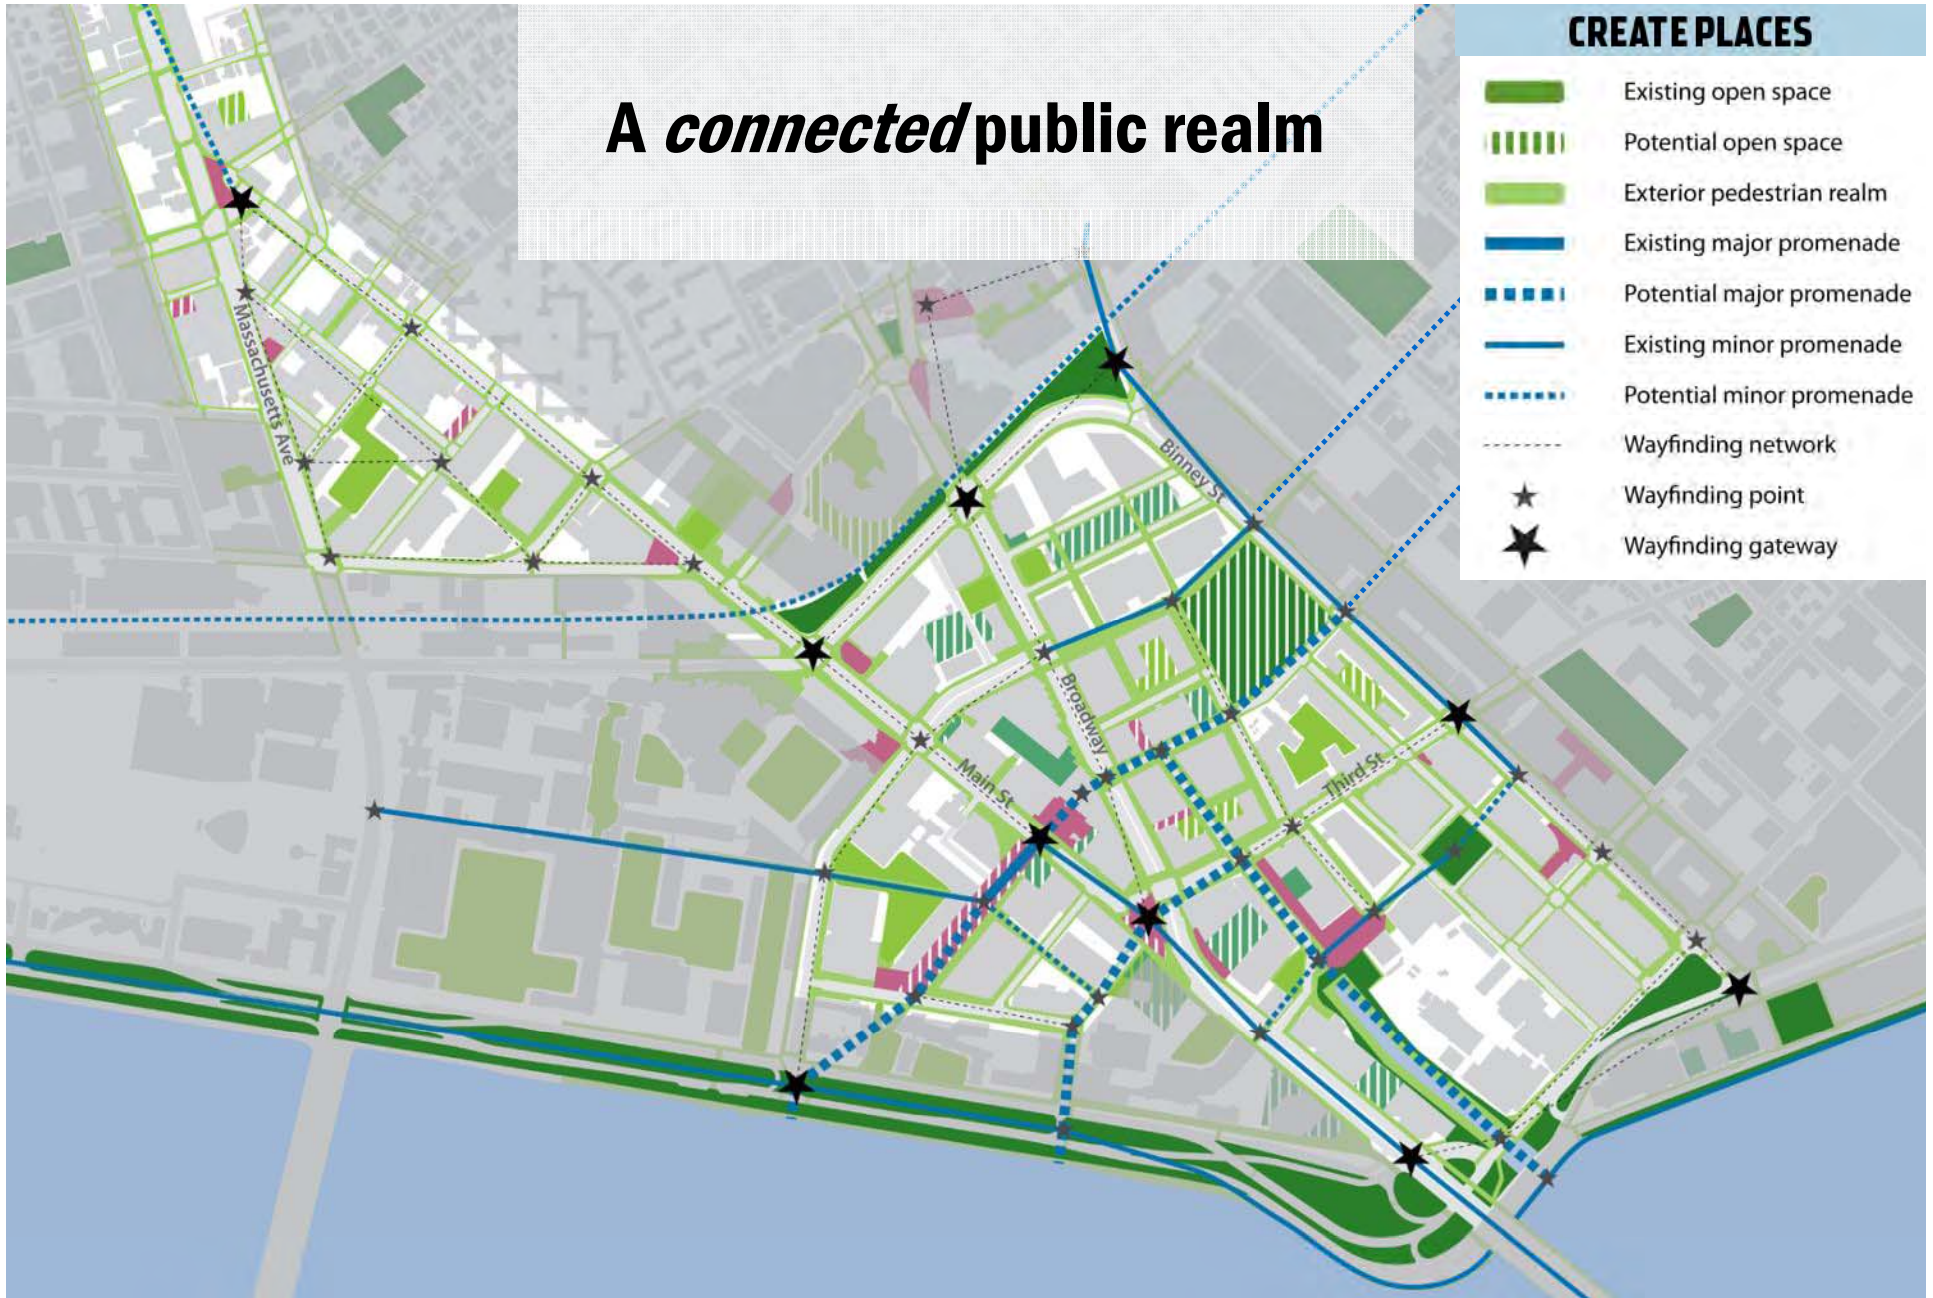 A connected public realm
CREATE PLACES
Existing open space
Potential open space
Exterior pedestrian realm
Existing major promenade
Potential major promenade
Existing minor promenade
Potential minor promenade
Wayfinding network
Wayfinding point
Wayfinding gateway
Massachusetts Ave
Binney St
Broadway
Main St
Third St